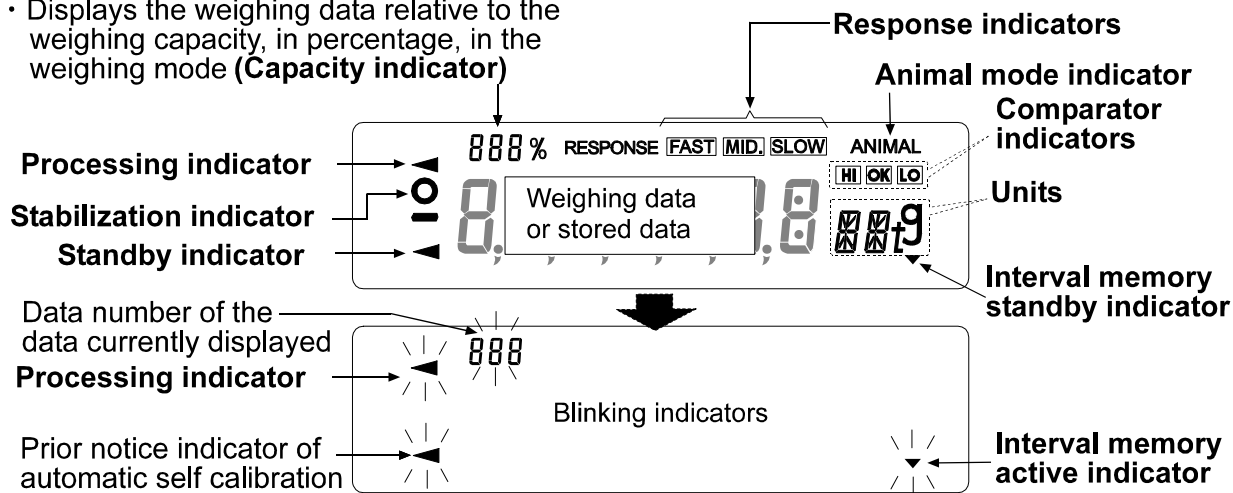 · Displays the weighing data relative to the
weighing capacity, in percentage, in the
weighing mode (Capacity indicator)
Response indicators
Animal mode indicator
Comparator
indicators
888% RESPONSE FAST MID. SLOW ANIMAL
Processing indicator
HI OK LO
Stabilization indicator
Weighing data
or stored data
Units
g
t
Standby indicator
Interval memory
standby indicator
Data number of the
data currently displayed
888
Processing indicator
Blinking indicators
Prior notice indicator of
automatic self calibration
Interval memory
active indicator